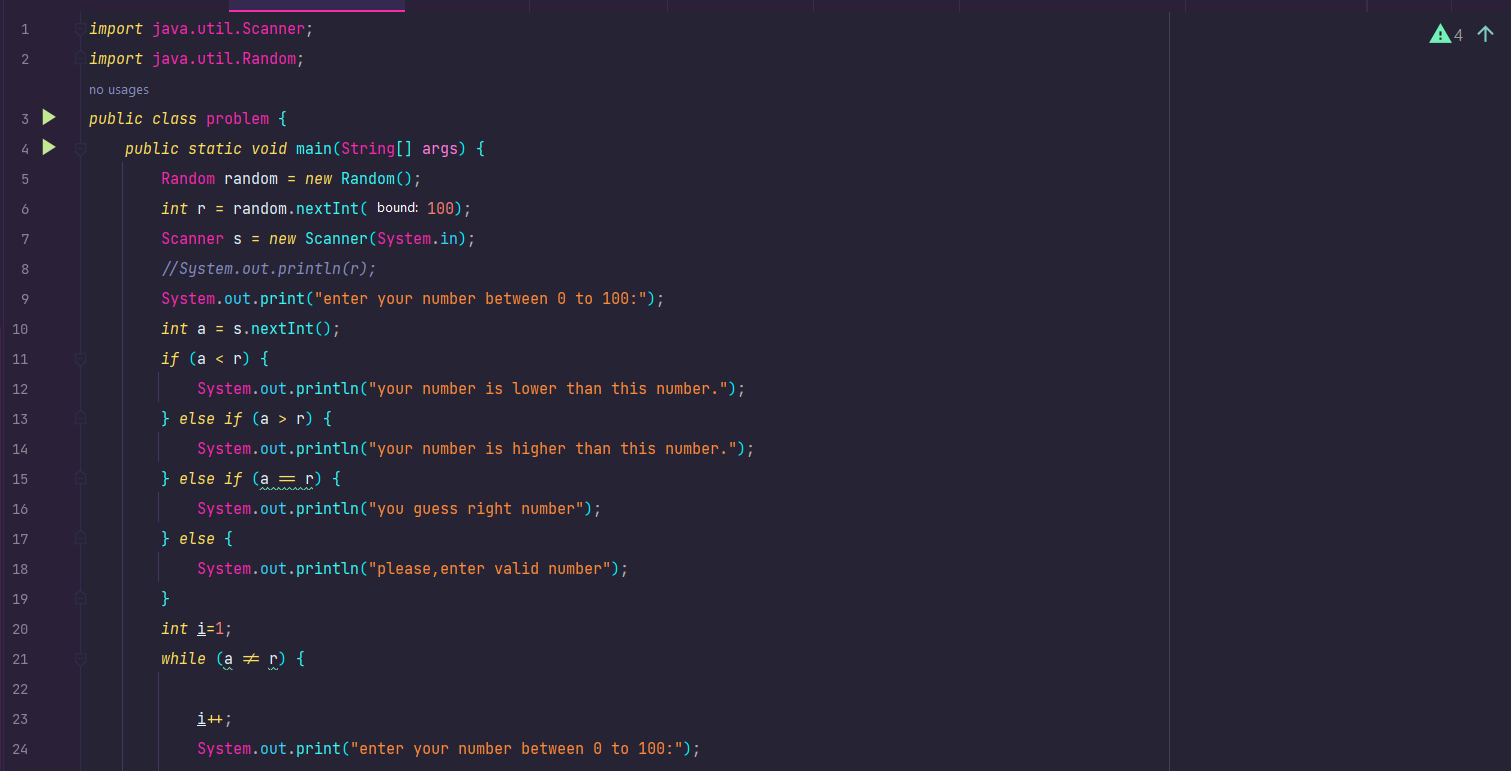 4
1 import java.util.Scanner;
2 import java.util.Random;
no usages
3 public class problem {
4 public static void main(String[] args) {
5 Random random = new Random();
6 int r = random.nextInt( bound: 100);
7 Scanner s = new Scanner(System.in);
8 //System.out.println(r);
9 System.out.print("enter your number between 0 to 100:");
10 int a = s.nextInt();
11 if (a < r) {
12 System.out.println("your number is lower than this number.");
13 } else if (a > r) {
14 System.out.println("your number is higher than this number.");
15 } else if (a == r) {
16 System.out.println("you guess right number");
17 } else {
18 System.out.println("please,enter valid number");
19 }
20 int i=1;
21 while (a ≠ r) {
22
23 i++;
24 System.out.print("enter your number between 0 to 100:");